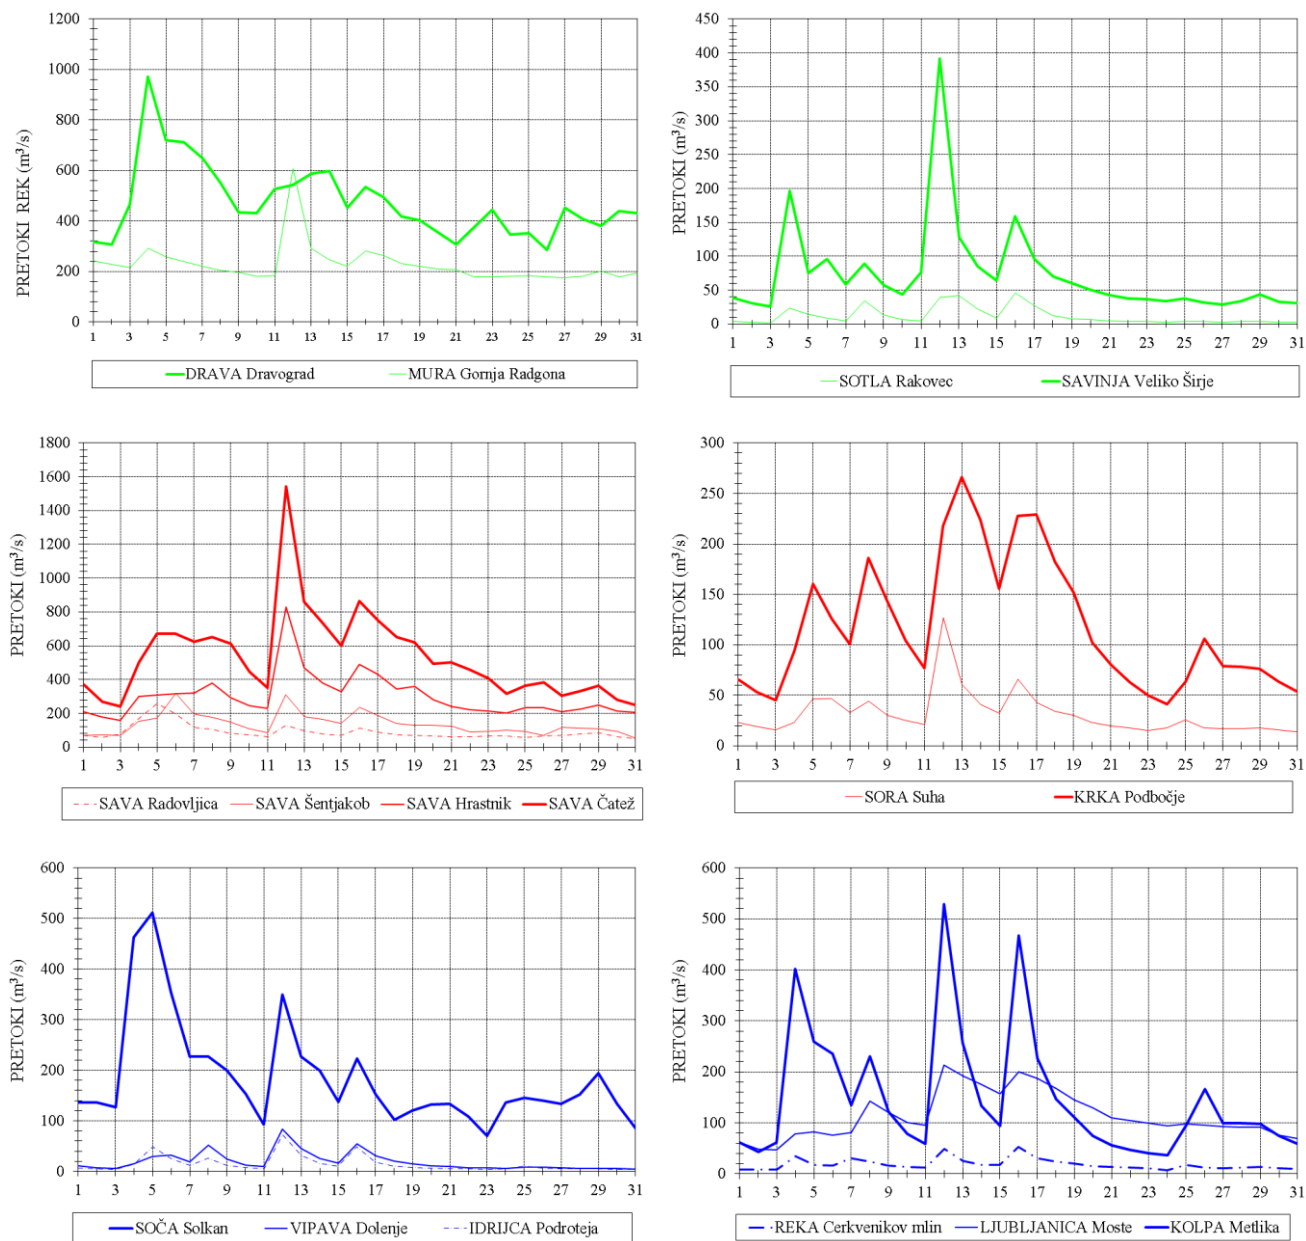 1200
1000
800
600
400
200
0
PRETOKI REK (m³/s)
1 3 5 7 9 11 13 15 17 19 21 23 25 27 29 31
DRAVA Dravograd MURA Gornja Radgona
450
400
350
300
250
200
150
100
50
0
PRETOKI (m³/s)
1 3 5 7 9 11 13 15 17 19 21 23 25 27 29 31
SOTLA Rakovec SAVINJA Veliko Širje
1800
1600
1400
1200
1000
800
600
400
200
0
PRETOKI (m³/s)
1 3 5 7 9 11 13 15 17 19 21 23 25 27 29 31
SAVA Radovljica SAVA Šentjakob SAVA Hrastnik SAVA Čatež
300
250
200
150
100
50
0
PRETOKI (m³/s)
1 3 5 7 9 11 13 15 17 19 21 23 25 27 29 31
SORA Suha KRKA Podbočje
600
500
400
300
200
100
0
PRETOKI (m³/s)
1 3 5 7 9 11 13 15 17 19 21 23 25 27 29 31
SOČA Solkan VIPAVA Dolenje IDRIJCA Podroteja
600
500
400
300
200
100
0
PRETOKI (m³/s)
1 3 5 7 9 11 13 15 17 19 21 23 25 27 29 31
REKA Cerkvenikov mlin LJUBLJANICA Moste KOLPA Metlika